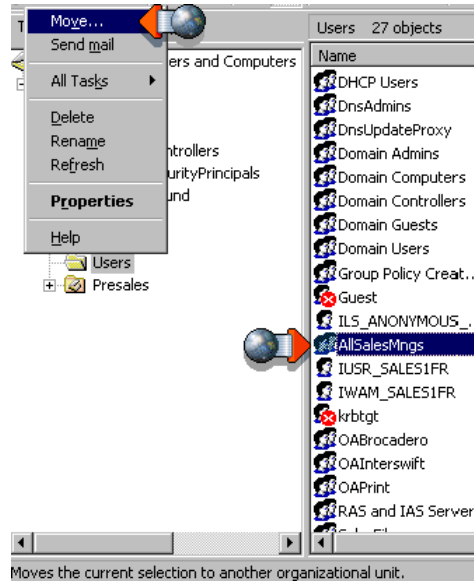 T
Users 27 objects
Move...
Send mail
All Tasks
Delete
Rename
Refresh
Properties
Help
ers and Computers
ntrollers
urityPrincipals
und
Users
Presales
Name
DHCP Users
DnsAdmins
DnsUpdateProxy
Domain Admins
Domain Computers
Domain Controllers
Domain Guests
Domain Users
Group Policy Creat...
Guest
ILS_ANONYMOUS_...
AllSalesMngs
IUSR_SALES1FR
IWAM_SALES1FR
krbtgt
OABrocadero
OAInterswift
OAPrint
RAS and IAS Server
Moves the current selection to another organizational unit.